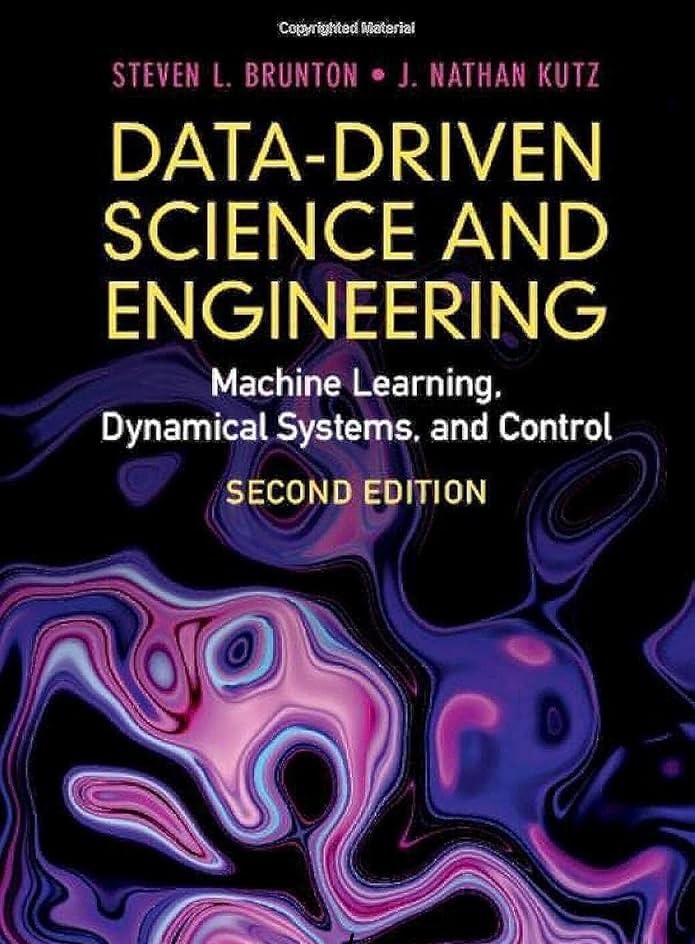 Copyrighted Material
STEVEN L. BRUNTON • J. NATHAN KUTZ
DATA-DRIVEN
SCIENCE AND
ENGINEERING
Machine Learning,
Dynamical Systems, and Control
SECOND EDITION